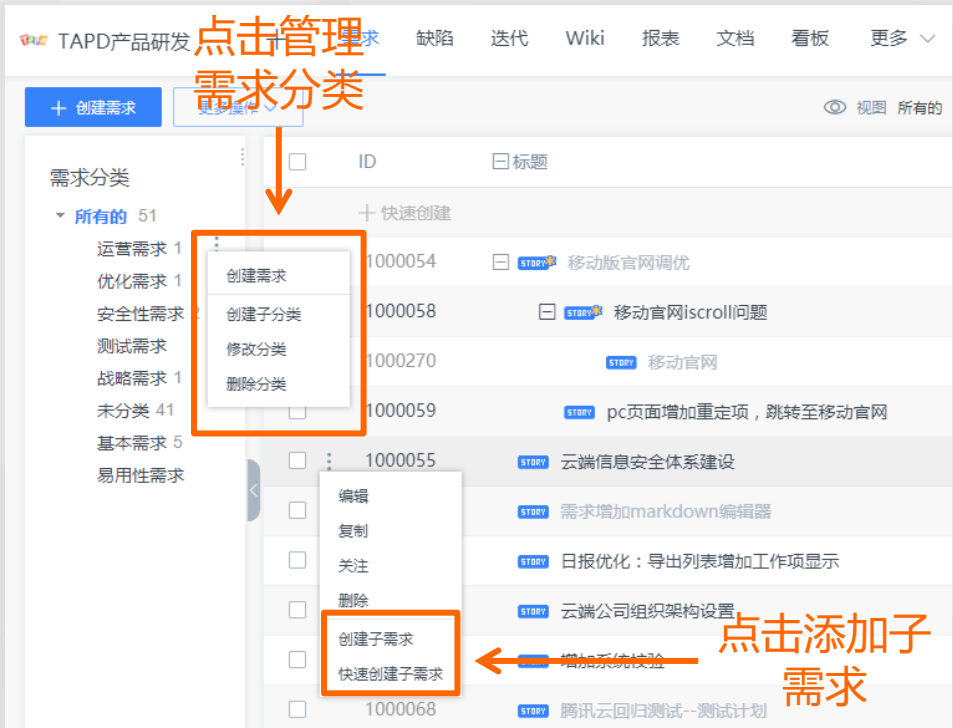 TAPD产品研发
需求 缺陷 迭代 Wiki 报表 文档 看板 更多
点击管理
需求分类
创建需求 更多操作 视图 所有的
需求分类
所有的 51
运营需求 1
优化需求 1
安全性需求 2
测试需求
战略需求 1
未分类 41
基本需求 5
易用性需求
创建需求
创建子分类
修改分类
删除分类
ID 标题
快速创建
1000054 STORY 移动版官网调优
1000058 STORY 移动官网iscroll问题
1000270 STORY 移动官网
1000059 STORY pc页面增加重定项，跳转至移动官网
1000055 STORY 云端信息安全体系建设
STORY 需求增加markdown编辑器
STORY 日报优化：导出列表增加工作项显示
STORY 云端公司组织架构设置
增加系统校验
1000068 STORY 腾讯云回归测试--测试计划
编辑
复制
关注
删除
创建子需求
快速创建子需求
点击添加子
需求